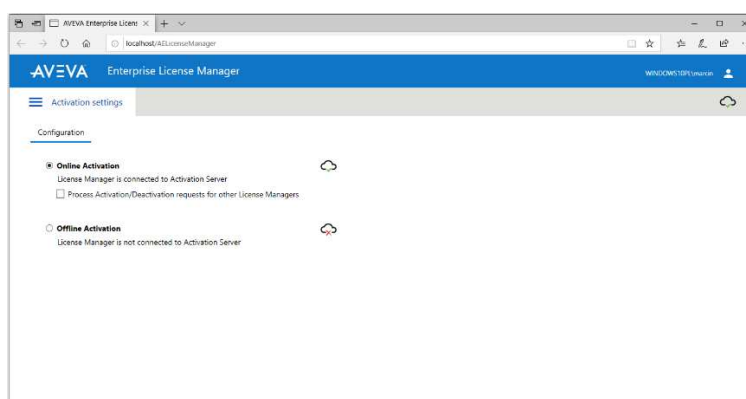 AVEVA Enterprise Licens
localhost/AELicenseManager
AVEVA Enterprise License Manager
Activation settings
Configuration
Online Activation
License Manager is connected to Activation Server
Process Activation/Deactivation requests for other License Managers
Offline Activation
License Manager is not connected to Activation Server